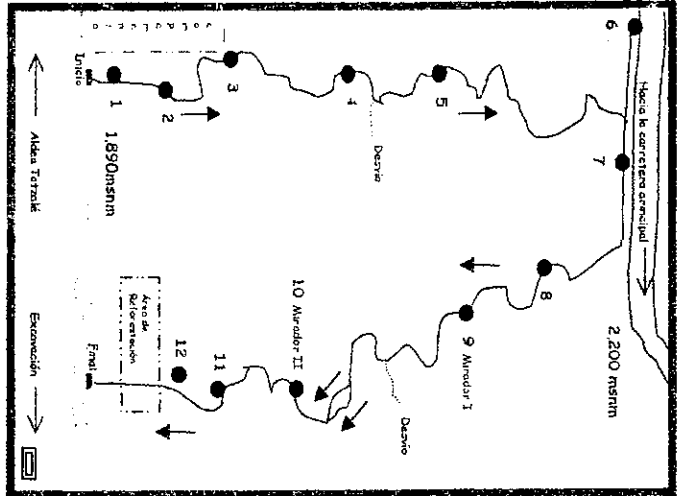 6
Hacia la carretera principal
7
2,200 msnm
3
4
5
Desvío
8
9 Mirador I
Desvío
Inicio
1
2
1,890msnm
10 Mirador II
11
12
Área de
Reforestación
Final
Aldea Totzalé
Excavación